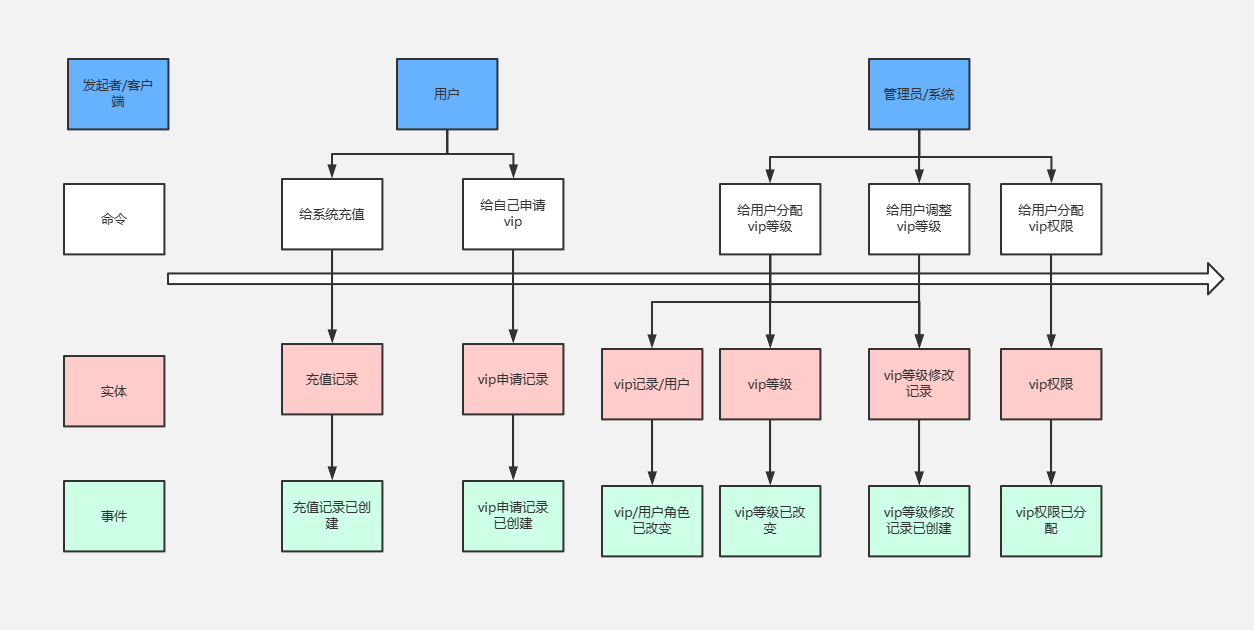 发起者/客户
端
用户
管理员/系统
命令
给系统充值
给自己申请
vip
给用户分配
vip等级
给用户调整
vip等级
给用户分配
vip权限
实体
充值记录
vip申请记录
vip记录/用户
vip等级
vip等级修改
记录
vip权限
事件
充值记录已创
建
vip申请记录
已创建
vip/用户角色
已改变
vip等级已改
变
vip等级修改
记录已创建
vip权限已分
配